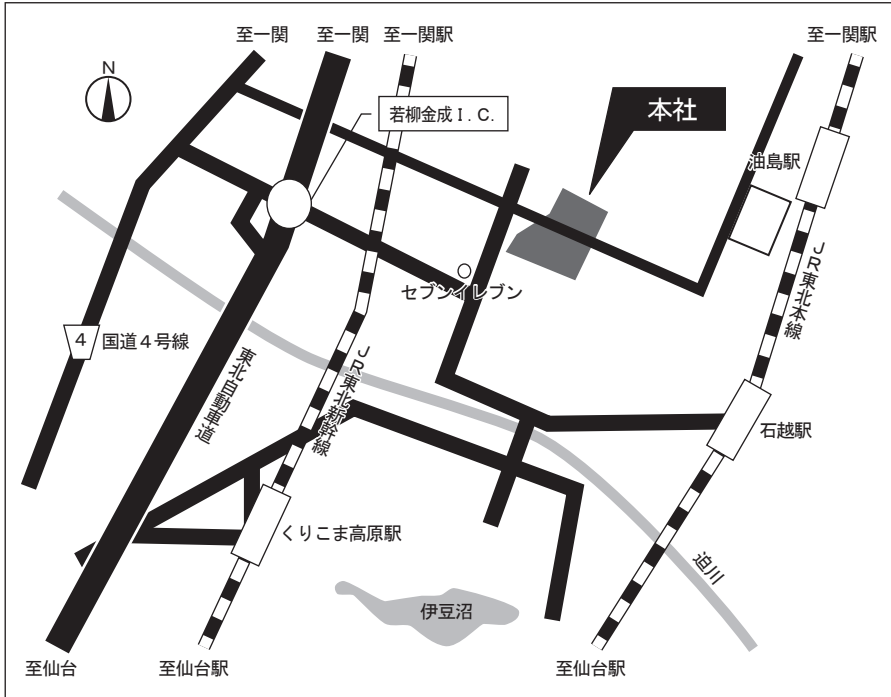 至一関
至一関
至一関駅
至一関駅
N
若柳金成Ｉ.Ｃ.
本社
油島駅
ＪＲ東北本線
セブンイレブン
4
国道４号線
東北自動車道
ＪＲ東北新幹線
石越駅
くりこま高原駅
迫川
伊豆沼
至仙台
至仙台駅
至仙台駅